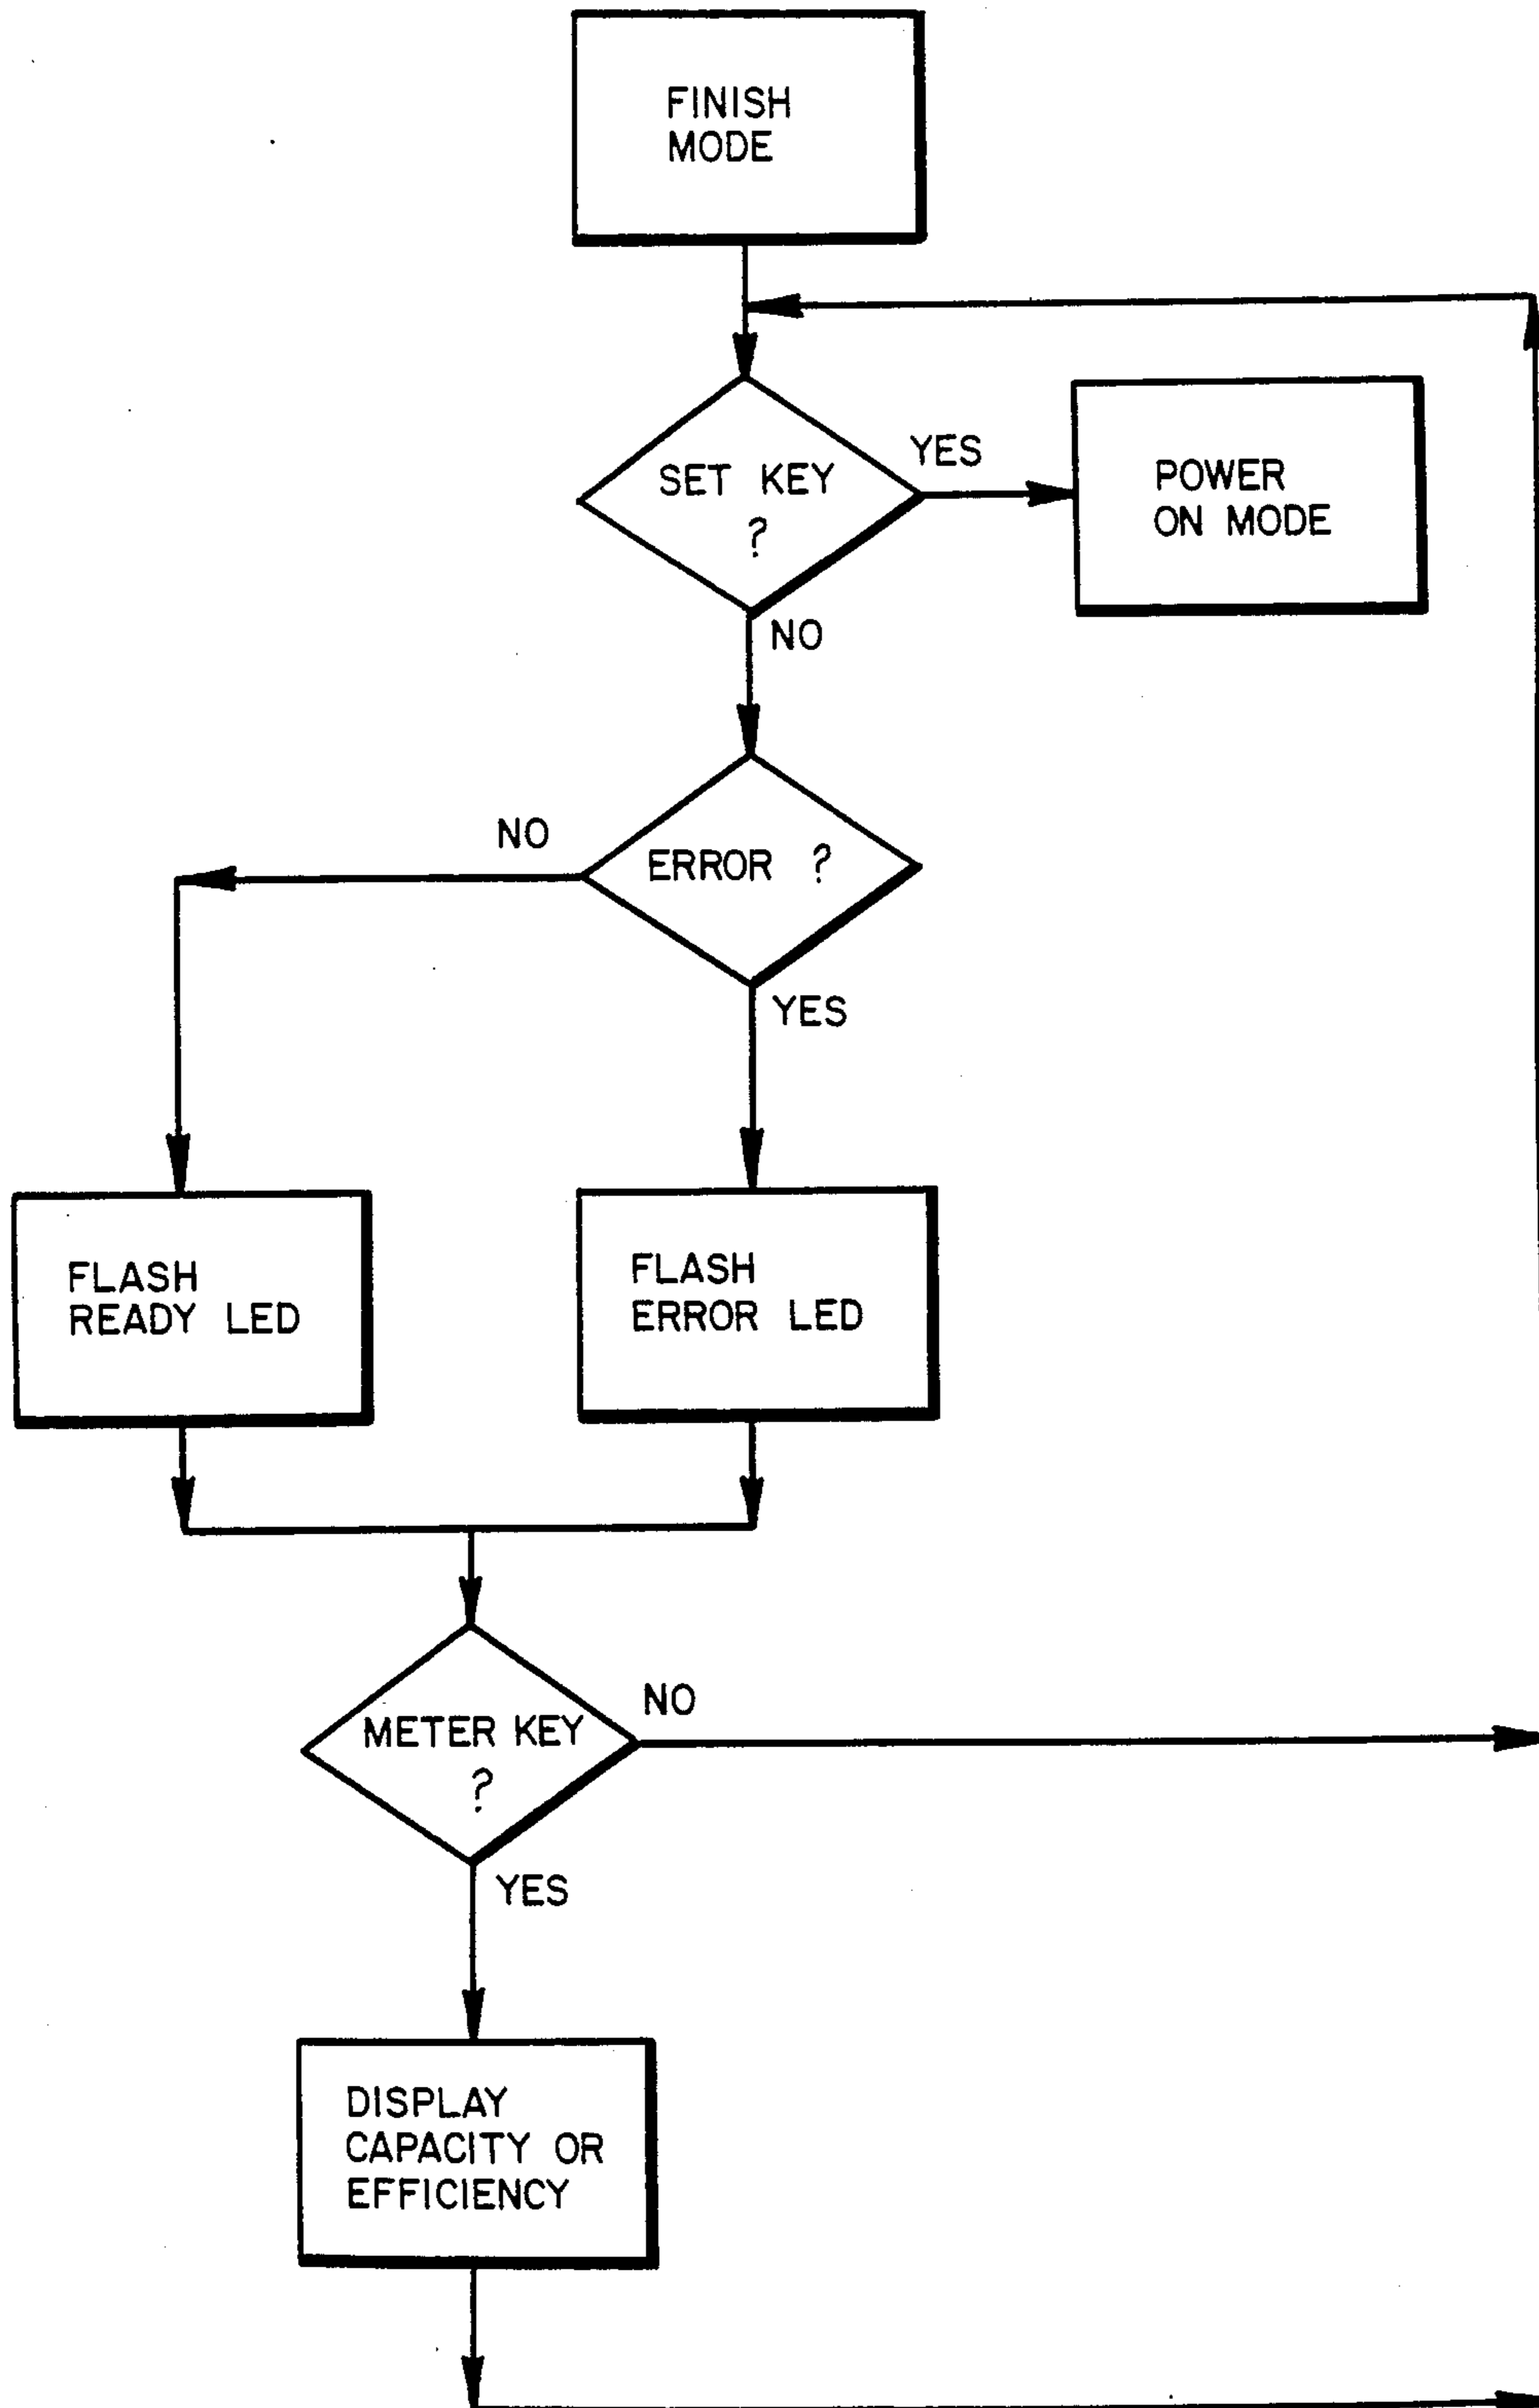 FINISH
MODE
SET KEY
?
YES
POWER
ON MODE
NO
NO
ERROR ?
YES
FLASH
READY LED
FLASH
ERROR LED
METER KEY
?
NO
YES
DISPLAY
CAPACITY OR
EFFICIENCY